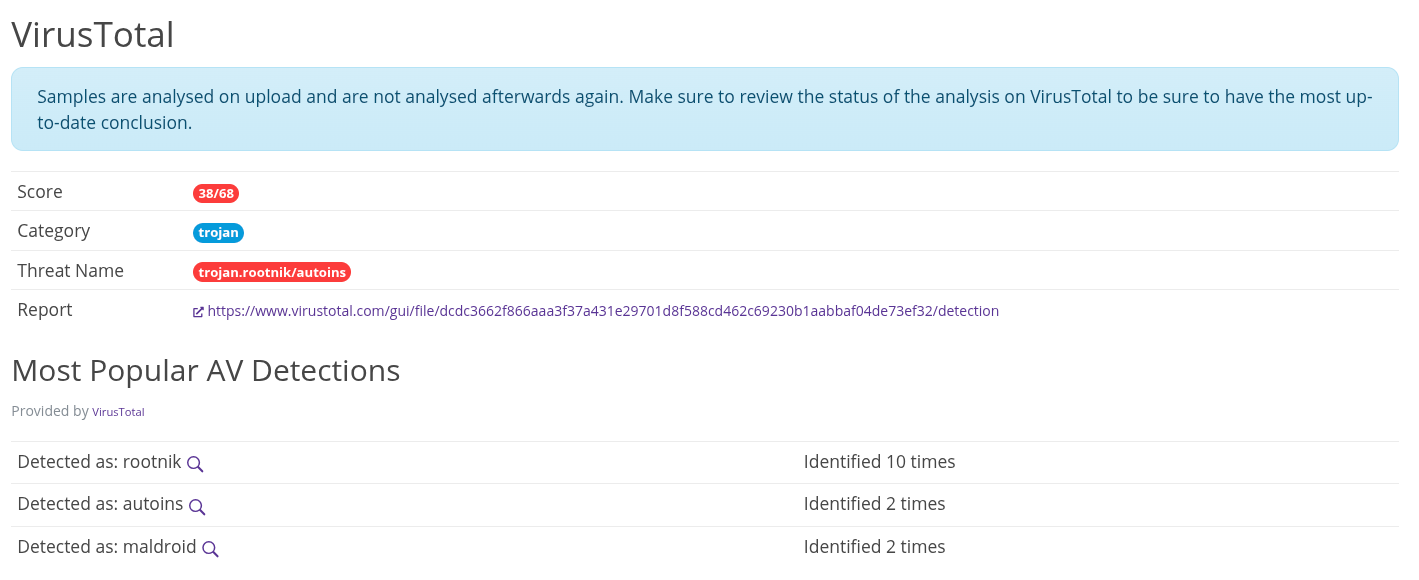 VirusTotal
Samples are analysed on upload and are not analysed afterwards again. Make sure to review the status of the analysis on VirusTotal to be sure to have the most up-
to-date conclusion.
Score 38/68
Category trojan
Threat Name trojan.rootnik/autoins
Report https://www.virustotal.com/gui/file/dcdc3662f866aaa3f37a431e29701d8f588cd462c69230b1aabbaf04de73ef32/detection
Most Popular AV Detections
Provided by VirusTotal
Detected as: rootnik Identified 10 times
Detected as: autoins Identified 2 times
Detected as: maldroid Identified 2 times